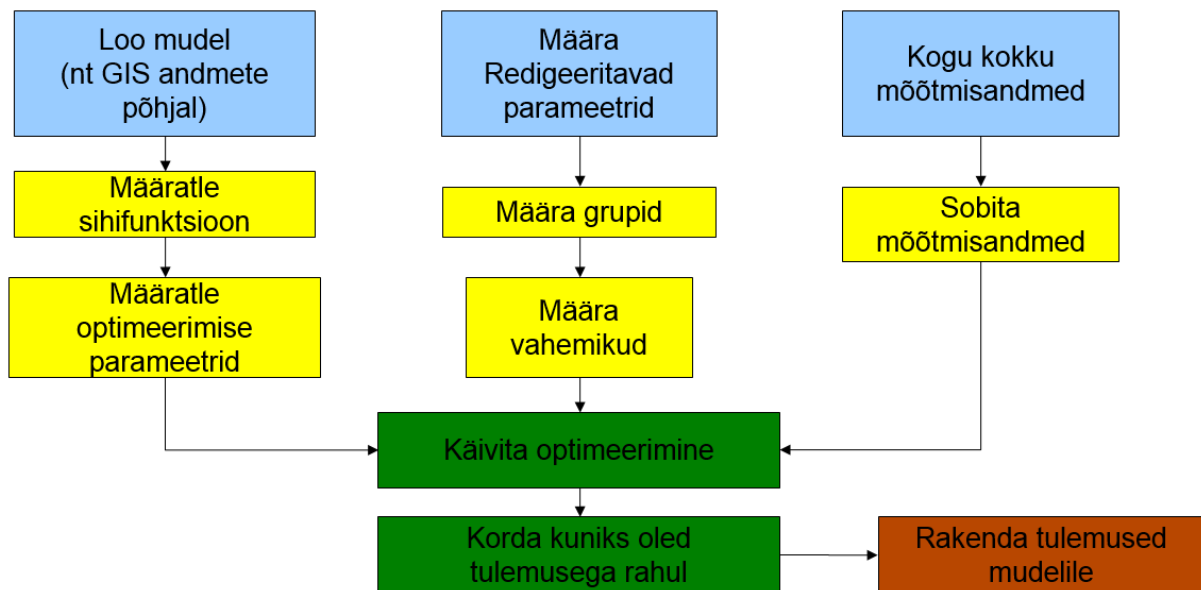 Loo mudel
(nt GIS andmete
põhjal)
Määra
Redigeeritavad
parameetrid
Kogu kokku
mõõtmisandmed
Määratle
sihifunktsioon
Määra grupid
Sobita
mõõtmisandmed
Määratle
optimeerimise
parameetrid
Määra
vahemikud
Käivita optimeerimine
Korda kuniks oled
tulemusega rahul
Rakenda tulemused
mudelile